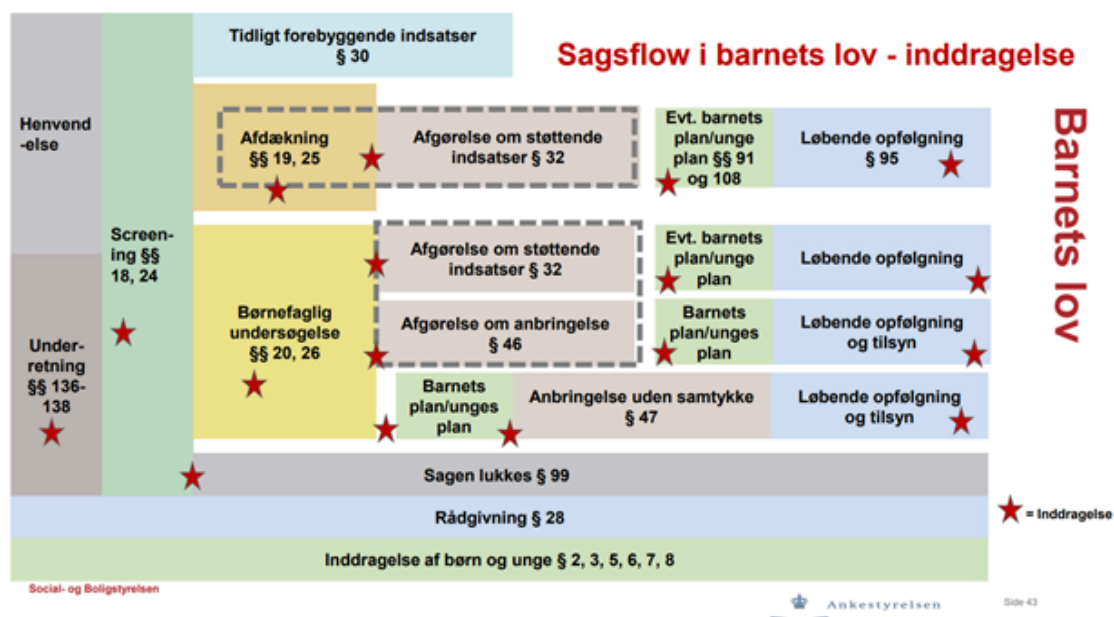 Sagsflow i barnets lov - inddragelse
Barnets lov
Henvend
-else
Under-
retning
§§ 136-
138
Screen-
ing §§
18, 24
Tidligt forebyggende indsatser
§ 30
Afdækning
§§ 19, 25
Afgørelse om støttende
indsatser § 32
Evt. barnets
plan/unge
plan §§ 91
og 108
Løbende opfølgning
§ 95
Børnefaglig
undersøgelse
§§ 20, 26
Afgørelse om støttende
indsatser § 32
Evt. barnets
plan/unge
plan
Løbende opfølgning
Afgørelse om anbringelse
§ 46
Barnets
plan/unges
plan
Løbende opfølgning
og tilsyn
Barnets
plan/unges
plan
Anbringelse uden samtykke
§ 47
Løbende opfølgning
og tilsyn
Sagen lukkes § 99
Rådgivning § 28
Inddragelse af børn og unge § 2, 3, 5, 6, 7, 8
= Inddragelse
Social- og Boligstyrelsen
Ankestyrelsen
Side 43